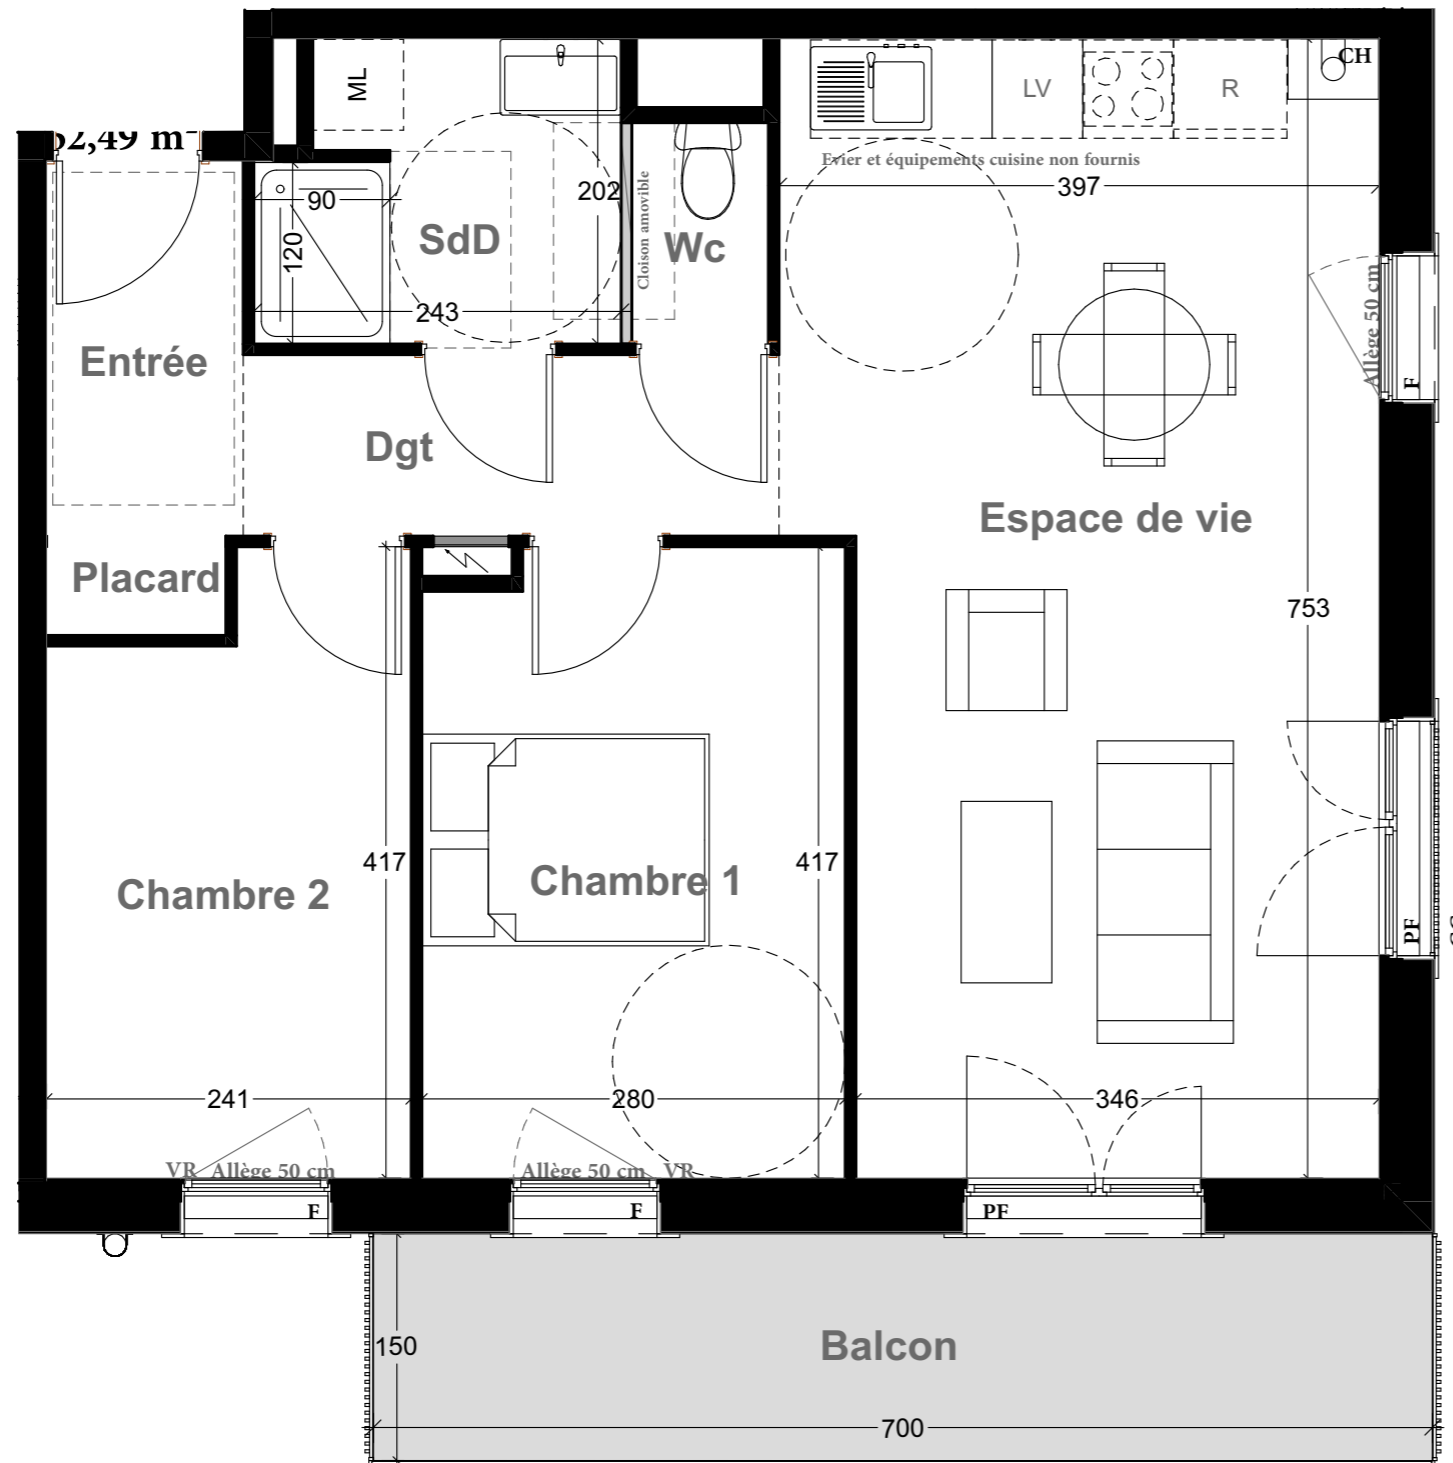 ML
LV
R
CH
2,49 m²
Evier et équipements cuisine non fournis
90
202
397
120
SdD
Cloison amovible
Wc
243
Allège 50 cm
F
Entrée
Dgt
Espace de vie
Placard
753
417
417
Chambre 2
Chambre 1
PF
241
280
346
VR Allège 50 cm
Allège 50 cm VR
F
F
PF
150
Balcon
700